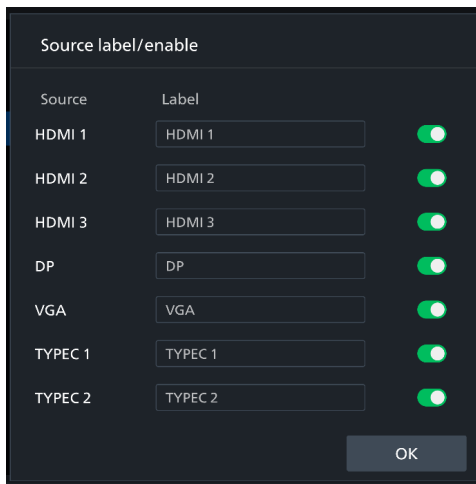 Source label/enable
Source Label
HDMI 1 HDMI 1
HDMI 2 HDMI 2
HDMI 3 HDMI 3
DP DP
VGA VGA
TYPEC 1 TYPEC 1
TYPEC 2 TYPEC 2
OK